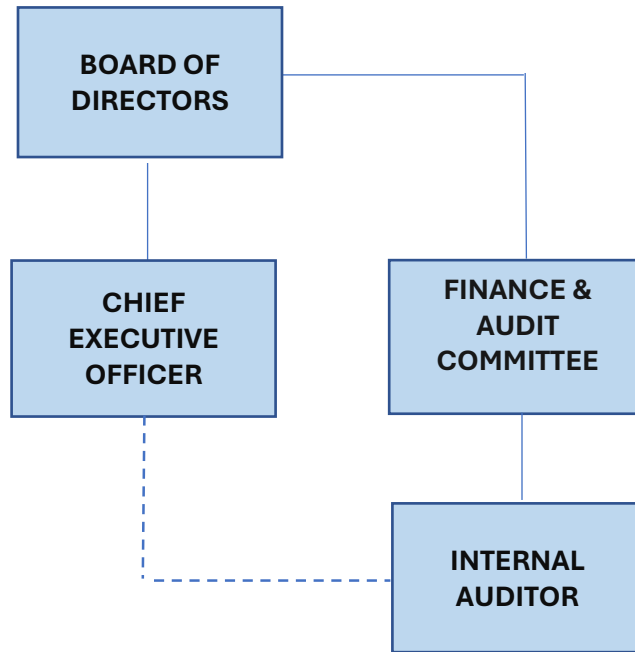 BOARD OF
DIRECTORS
CHIEF
EXECUTIVE
OFFICER
FINANCE &
AUDIT
COMMITTEE
INTERNAL
AUDITOR